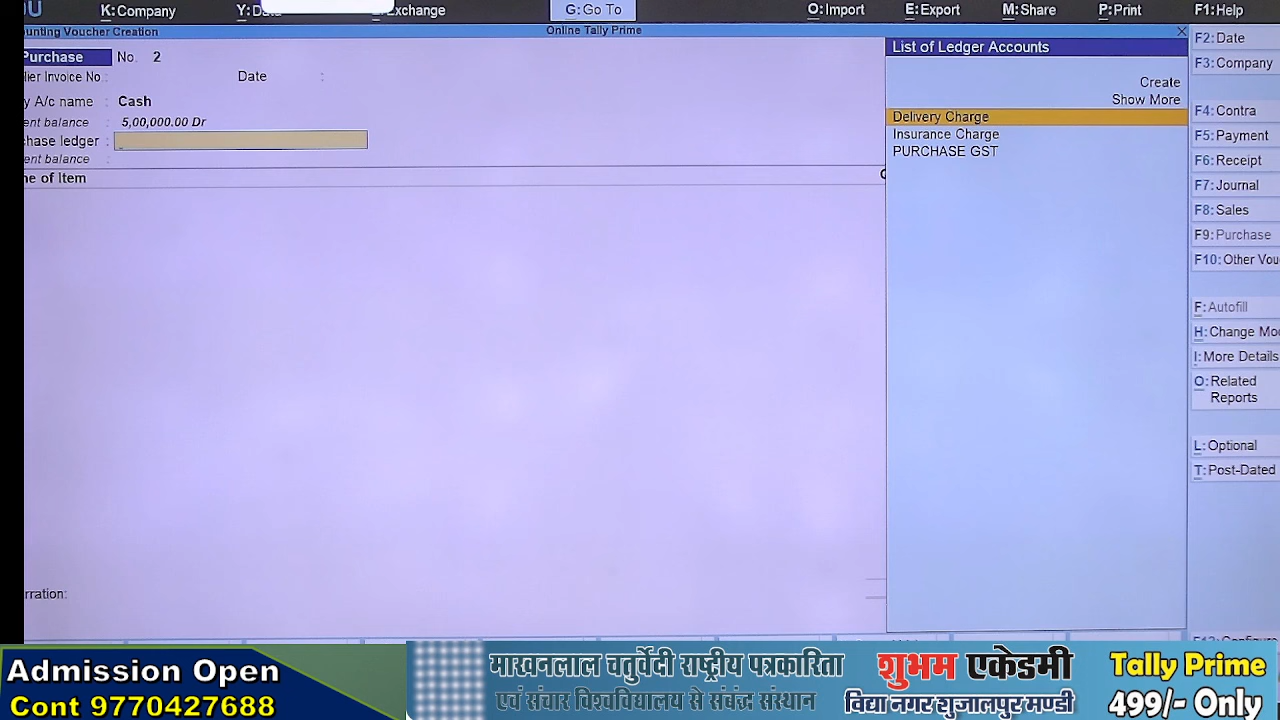 U K:Company Y:Da Exchange G:Go To O:Import E:Export M:Share P:Print F1:Help
unting Voucher Creation Online Tally Prime
Purchase No. 2
lier Invoice No. : Date :
y A/c name : Cash
ent balance : 5,00,000.00 Dr
hase ledger :
ent balance :
e of Item
rration:
List of Ledger Accounts
Create
Show More
Delivery Charge
Insurance Charge
PURCHASE GST
F2:Date
F3:Company
F4:Contra
F5:Payment
F6:Receipt
F7:Journal
F8:Sales
F9:Purchase
F10:Other Vou
F:Autofill
H:Change Mo
I:More Details
O:Related
Reports
L:Optional
T:Post-Dated
Admission Open
Cont 9770427688
माखनलाल चतुर्वेदी राष्ट्रीय पत्रकारिता
एवं संचार विश्वविद्यालय से संबंद्ध संस्थान
शुभम एकेडमी
विद्या नगर शुजालपुर मण्डी
Tally Prime
499/- Only